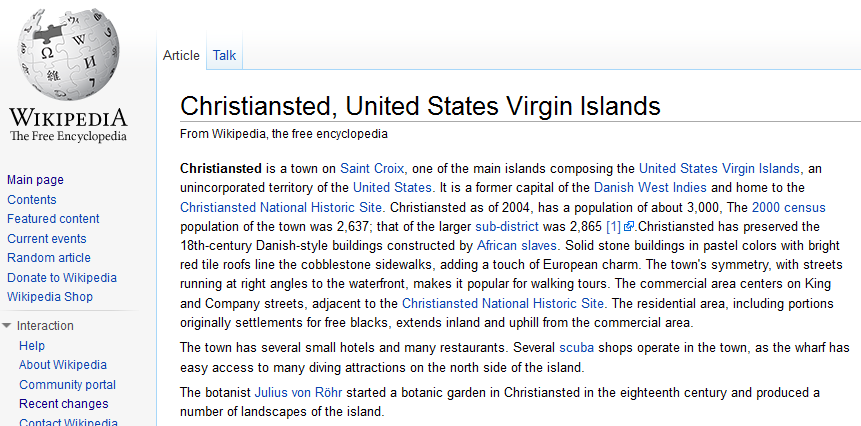 Ω W И 維 7
WIKIPEDIA
The Free Encyclopedia
Main page
Contents
Featured content
Current events
Random article
Donate to Wikipedia
Wikipedia Shop
Interaction
Help
About Wikipedia
Community portal
Recent changes
Contact Wikipedia
Article Talk
Christiansted, United States Virgin Islands
From Wikipedia, the free encyclopedia
Christiansted is a town on Saint Croix, one of the main islands composing the United States Virgin Islands, an
unincorporated territory of the United States. It is a former capital of the Danish West Indies and home to the
Christiansted National Historic Site. Christiansted as of 2004, has a population of about 3,000, The 2000 census
population of the town was 2,637; that of the larger sub-district was 2,865 [1].Christiansted has preserved the
18th-century Danish-style buildings constructed by African slaves. Solid stone buildings in pastel colors with bright
red tile roofs line the cobblestone sidewalks, adding a touch of European charm. The town's symmetry, with streets
running at right angles to the waterfront, makes it popular for walking tours. The commercial area centers on King
and Company streets, adjacent to the Christiansted National Historic Site. The residential area, including portions
originally settlements for free blacks, extends inland and uphill from the commercial area.
The town has several small hotels and many restaurants. Several scuba shops operate in the town, as the wharf has
easy access to many diving attractions on the north side of the island.
The botanist Julius von Röhr started a botanic garden in Christiansted in the eighteenth century and produced a
number of landscapes of the island.